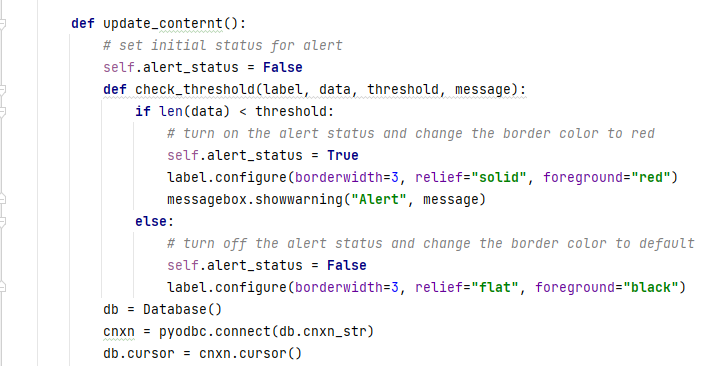 def update_conternt():
# set initial status for alert
self.alert_status = False
def check_threshold(label, data, threshold, message):
if len(data) < threshold:
# turn on the alert status and change the border color to red
self.alert_status = True
label.configure(borderwidth=3, relief="solid", foreground="red")
messagebox.showwarning("Alert", message)
else:
# turn off the alert status and change the border color to default
self.alert_status = False
label.configure(borderwidth=3, relief="flat", foreground="black")
db = Database()
cnxn = pyodbc.connect(db.cnxn_str)
db.cursor = cnxn.cursor()